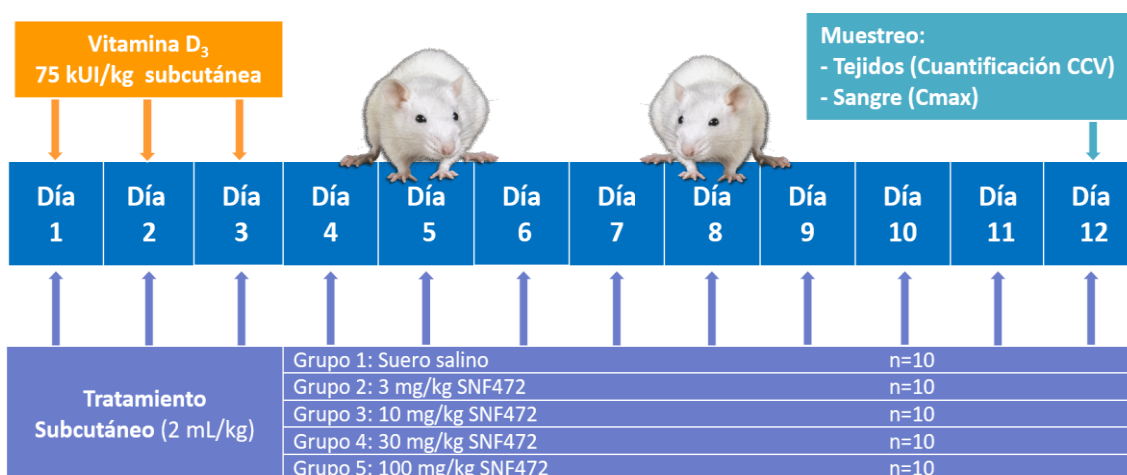 Vitamina D₃
75 kUI/kg subcutánea
Muestreo:
- Tejidos (Cuantificación CCV)
- Sangre (Cmax)
Día 1
Día 2
Día 3
Día 4
Día 5
Día 6
Día 7
Día 8
Día 9
Día 10
Día 11
Día 12
Tratamiento
Subcutáneo (2 mL/kg)
Grupo 1: Suero salino n=10
Grupo 2: 3 mg/kg SNF472 n=10
Grupo 3: 10 mg/kg SNF472 n=10
Grupo 4: 30 mg/kg SNF472 n=10
Grupo 5: 100 mg/kg SNF472 n=10